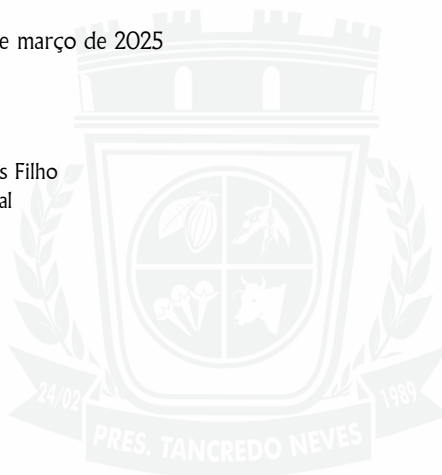 e março de 2025
s Filho
al
24/02
PRES. TANCREDO NEVES
1989